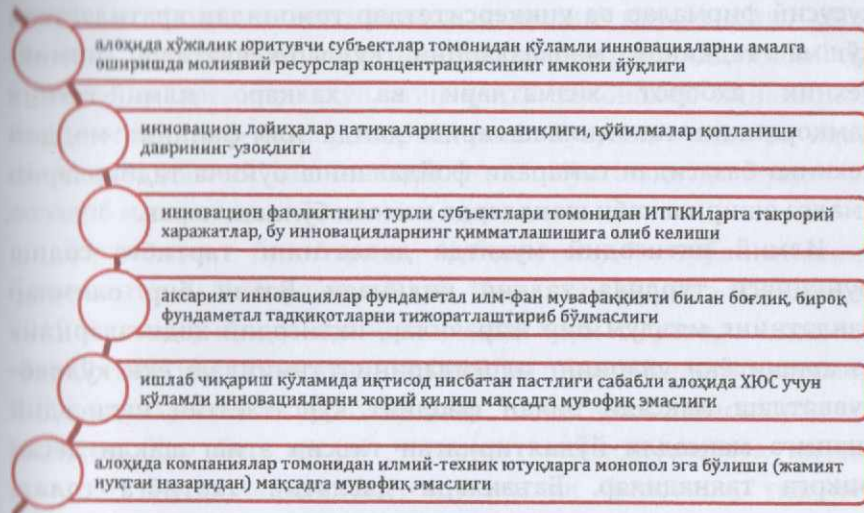 алоҳида хўжалик юритувчи субъектлар томонидан кўламли инновацияларни амалга
оширишда молиявий ресурслар концентрациясининг имкони йўқлиги
инновацион лойиҳалар натижаларининг ноаниқлиги, қўйилмалар қопланиши
даврининг узоқлиги
инновацион фаолиятнинг турли субъектлари томонидан ИТТКИларга такрорий
харажатлар, бу инновацияларнинг қимматлашишига олиб келиши
аксарият инновациялар фундаметал илм-фан мувафаққияти билан боғлиқ, бироқ
фундаметал тадқиқотларни тижоратлаштириб бўлмаслиги
ишлаб чиқариш кўламида иқтисод нисбатан пастлиги сабабли алоҳида ХЮС учун
кўламли инновацияларни жорий қилиш мақсадга мувофиқ эмаслиги
алоҳида компаниялар томонидан илмий-техник ютуқларга монопол эга бўлиши (жамият
нуқтаи назаридан) мақсадга мувофиқ эмаслиги